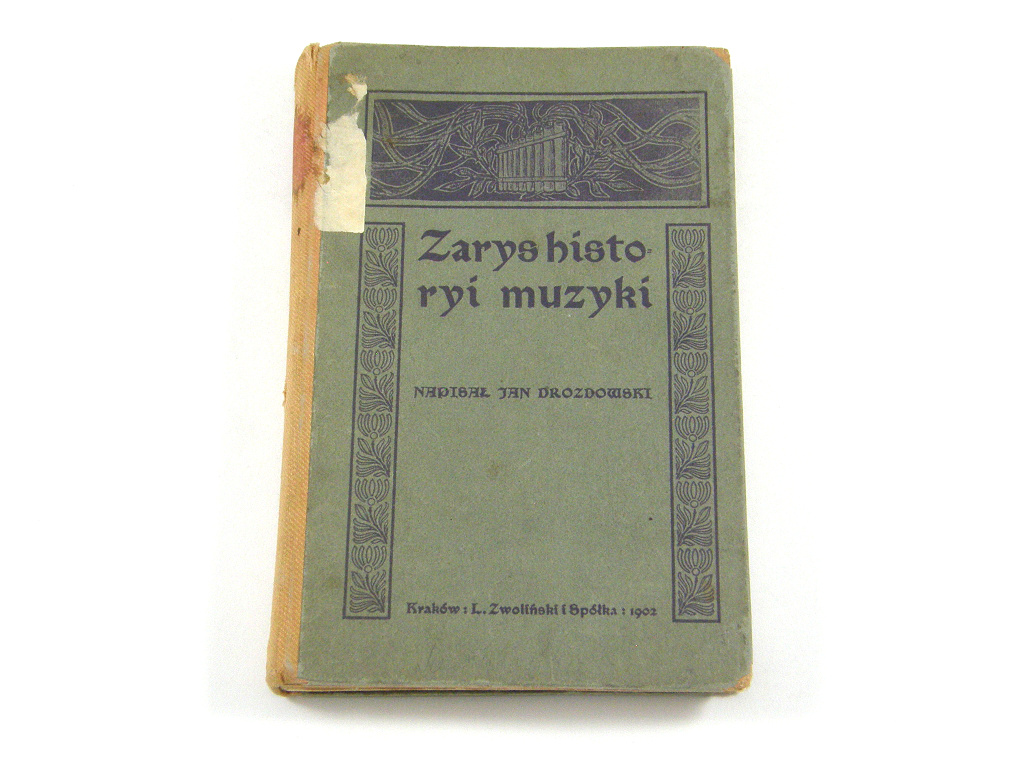 Zarys histo=
ryi muzyki
NAPISAŁ JAN DROZDOWSKI
Kraków : L. Zwoliński i Spółka : 1902